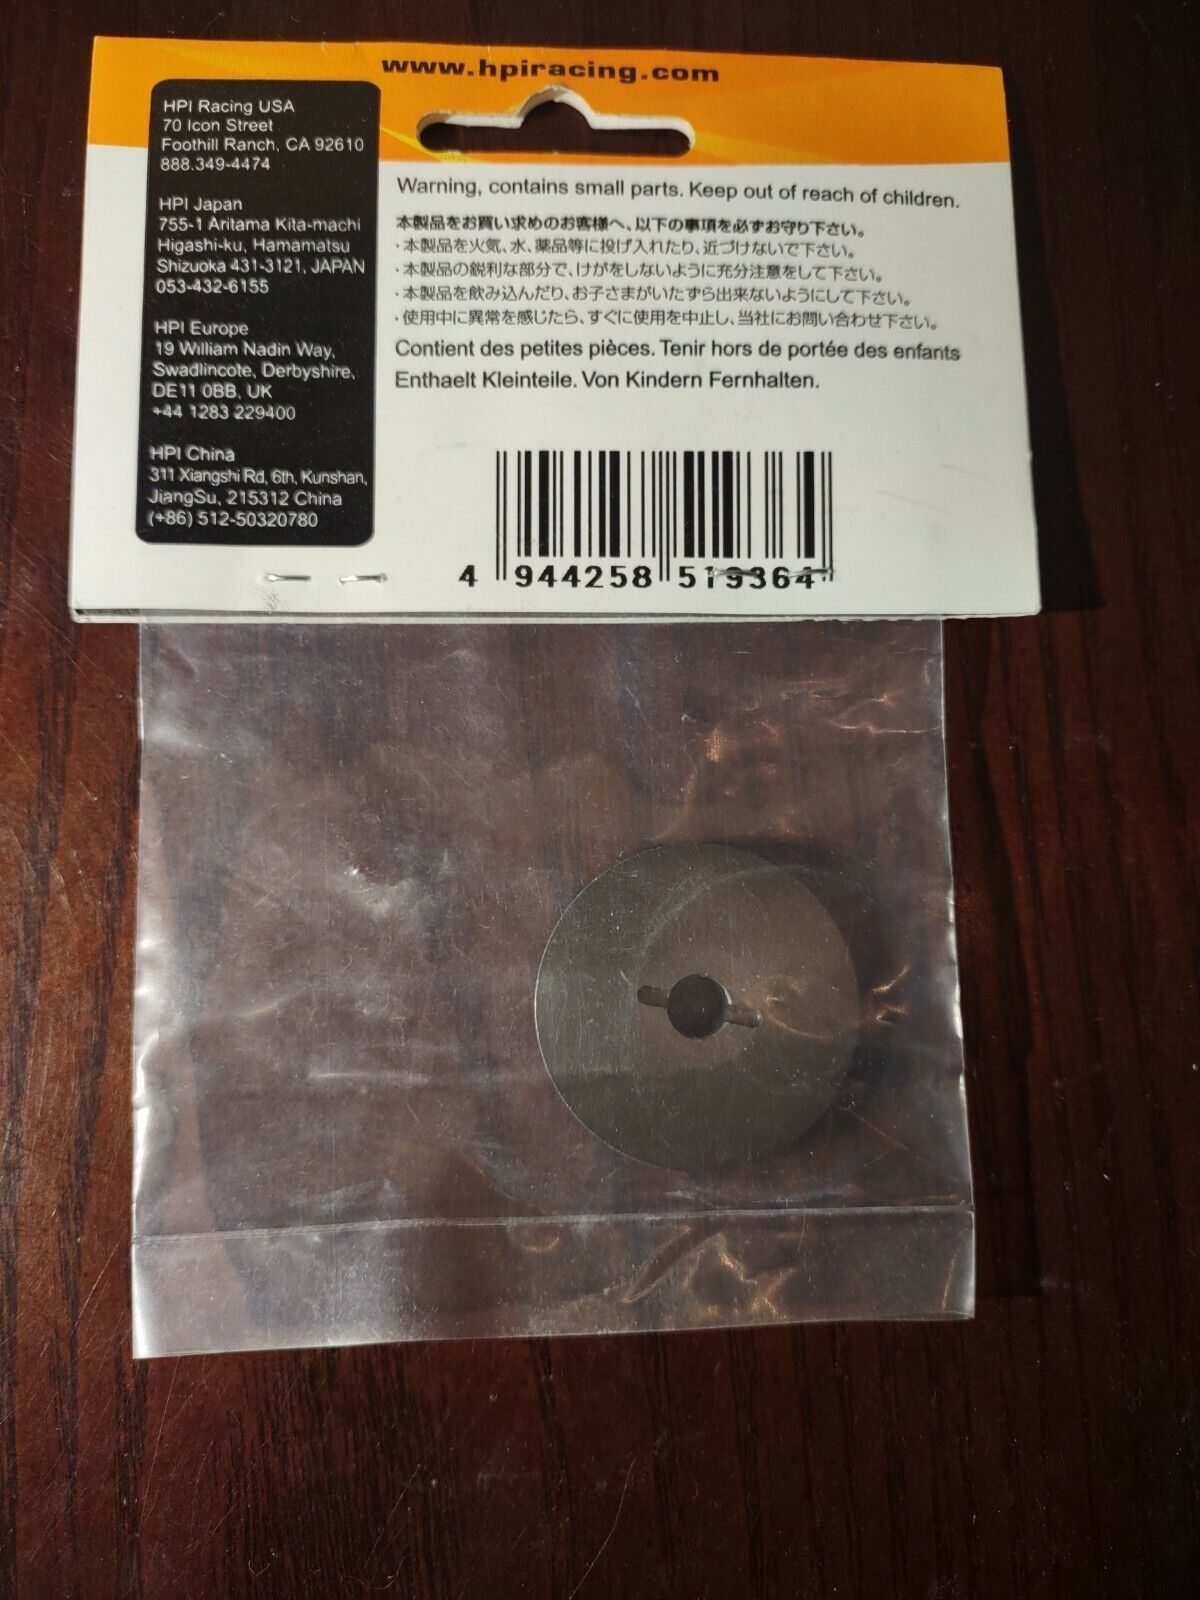 www.hpiracing.com
HPI Racing USA
70 Icon Street
Foothill Ranch, CA 92610
888.349-4474
HPI Japan
755-1 Aritama Kita-machi
Higashi-ku, Hamamatsu
Shizuoka 431-3121, JAPAN
053-432-6155
HPI Europe
19 William Nadin Way,
Swadlincote, Derbyshire,
DE11 0BB, UK
+44 1283 229400
HPI China
311 Xiangshi Rd, 6th, Kunshan,
JiangSu, 215312 China
(+86) 512-50320780
Warning, contains small parts. Keep out of reach of children.
本製品をお買い求めのお客様へ、以下の事項を必ずお守り下さい。
・本製品を火気、水、薬品等に投げ入れたり、近づけないで下さい。
・本製品の鋭利な部分で、けがをしないように充分注意をして下さい。
・本製品を飲み込んだり、お子さまがいたずら出来ないようにして下さい。
・使用中に異常を感じたら、すぐに使用を中止し、当社にお問い合わせ下さい。
Contient des petites pièces. Tenir hors de portée des enfants
Enthaelt Kleinteile. Von Kindern Fernhalten.
4 944258 519364